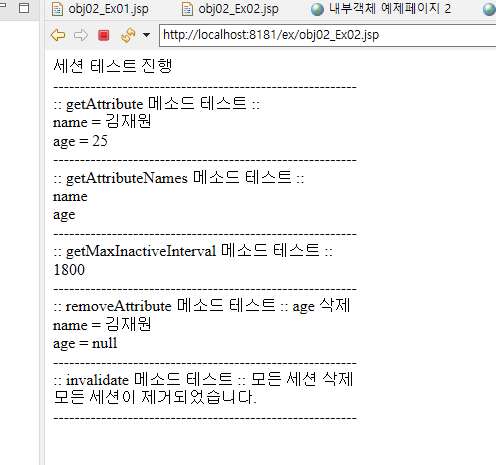 obj02_Ex01.jsp obj02_Ex02.jsp 내부객체 예제페이지 2
http://localhost:8181/ex/obj02_Ex02.jsp
세션 테스트 진행
--------------------------------------------------------
:: getAttribute 메소드 테스트 ::
name = 김재원
age = 25
--------------------------------------------------------
:: getAttributeNames 메소드 테스트 ::
name
age
--------------------------------------------------------
:: getMaxInactiveInterval 메소드 테스트 ::
1800
--------------------------------------------------------
:: removeAttribute 메소드 테스트 :: age 삭제
name = 김재원
age = null
--------------------------------------------------------
:: invalidate 메소드 테스트 :: 모든 세션 삭제
모든 세션이 제거되었습니다.
--------------------------------------------------------